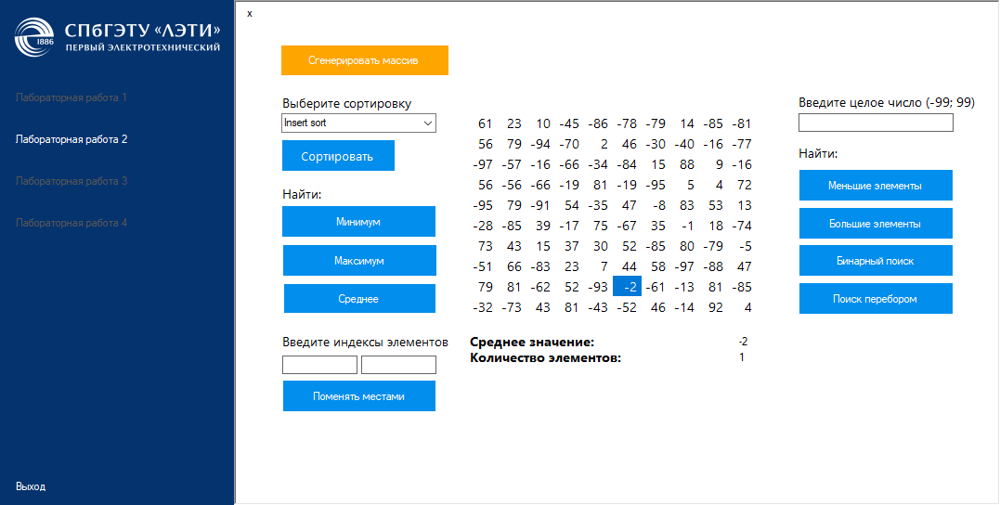 СПбГЭТУ «ЛЭТИ»
ПЕРВЫЙ ЭЛЕКТРОТЕХНИЧЕСКИЙ
1886
Лабораторная работа 1
Лабораторная работа 2
Лабораторная работа 3
Лабораторная работа 4
Выход
x
Сгенерировать массив
Выберите сортировку
Insert sort
Сортировать
Найти:
Минимум
Максимум
Среднее
Введите индексы элементов
Поменять местами
61 23 10 -45 -86 -78 -79 14 -85 -81
56 79 -94 -70 2 46 -30 -40 -16 -77
-97 -57 -16 -66 -34 -84 15 88 9 -16
56 -56 -66 -19 81 -19 -95 5 4 72
-95 79 -91 54 -35 47 -8 83 53 13
-28 -85 39 -17 75 -67 35 -1 18 -74
73 43 15 37 30 52 -85 80 -79 -5
-51 66 -83 23 7 44 58 -97 -88 47
79 81 -62 52 -93 -2 -61 -13 81 -85
-32 -73 43 81 -43 -52 46 -14 92 4
Среднее значение: -2
Количество элементов: 1
Введите целое число (-99; 99)
Найти:
Меньшие элементы
Большие элементы
Бинарный поиск
Поиск перебором